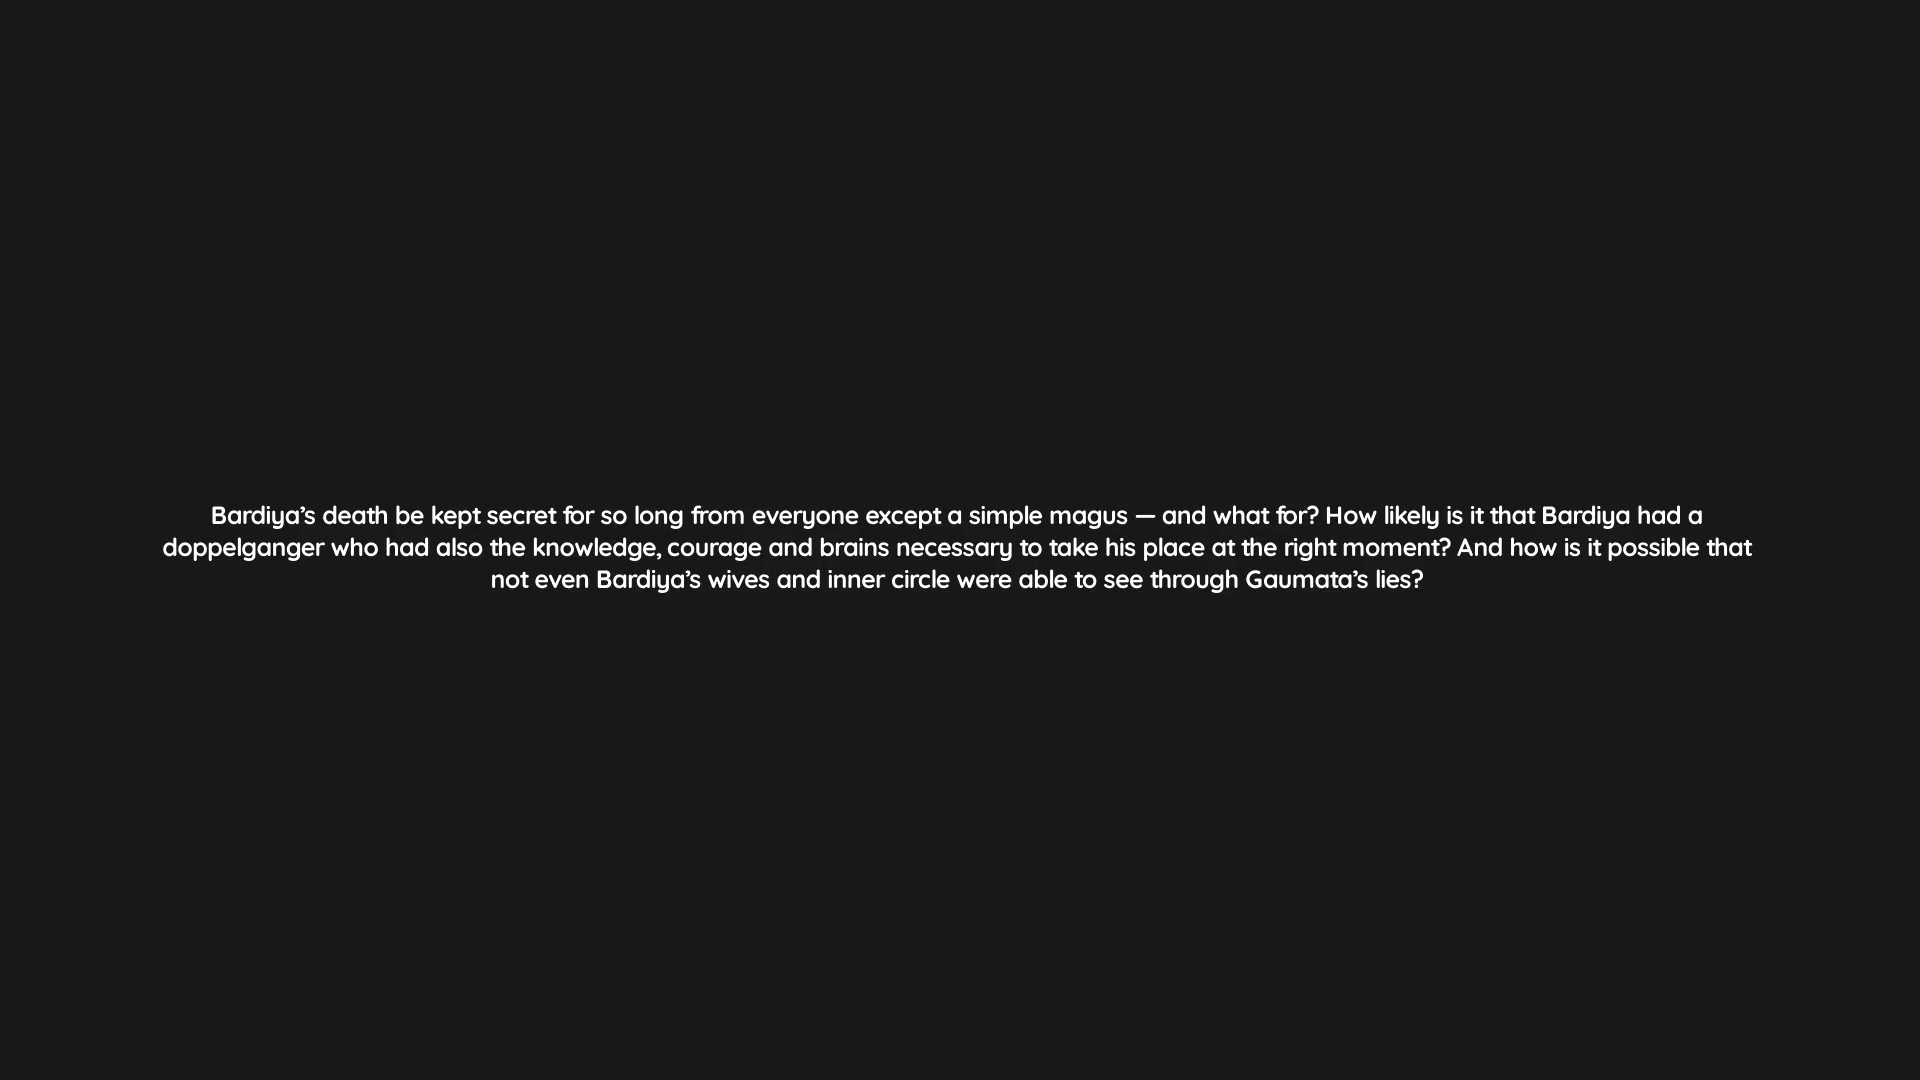 Bardiya’s death be kept secret for so long from everyone except a simple magus — and what for? How likely is it that Bardiya had a
doppelganger who had also the knowledge, courage and brains necessary to take his place at the right moment? And how is it possible that
not even Bardiya’s wives and inner circle were able to see through Gaumata’s lies?